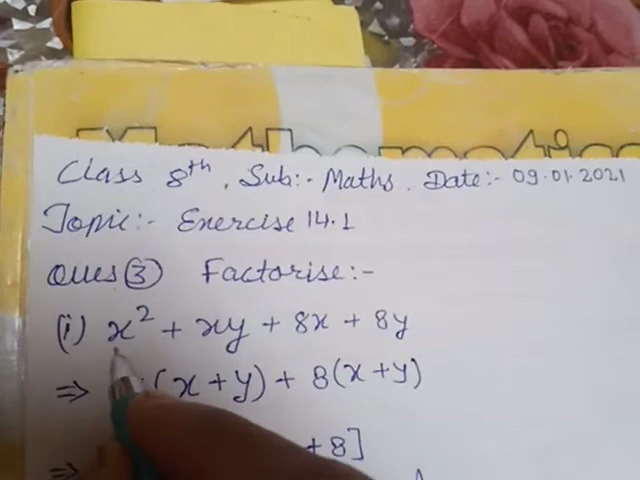 Mathematics
Class 8th, Sub:- Maths. Date:- 09.01.2021
Topic:- Exercise 14.1
Ques ③ Factorise:-
(i) x² + xy + 8x + 8y
⇒ (x+y) + 8(x+y)
⇒ +8]